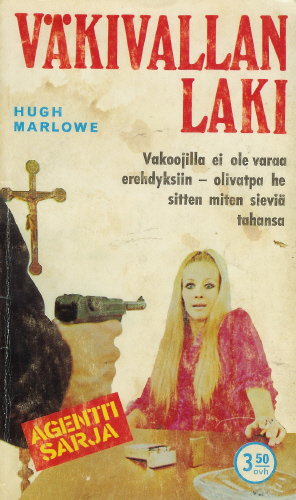 VÄKIVALLAN
LAKI
HUGH
MARLOWE
Vakoojilla ei ole varaa
erehdyksiin – olivatpa he
sitten miten sieviä
tahansa
AGENTTI
SARJA
3 50
ovh